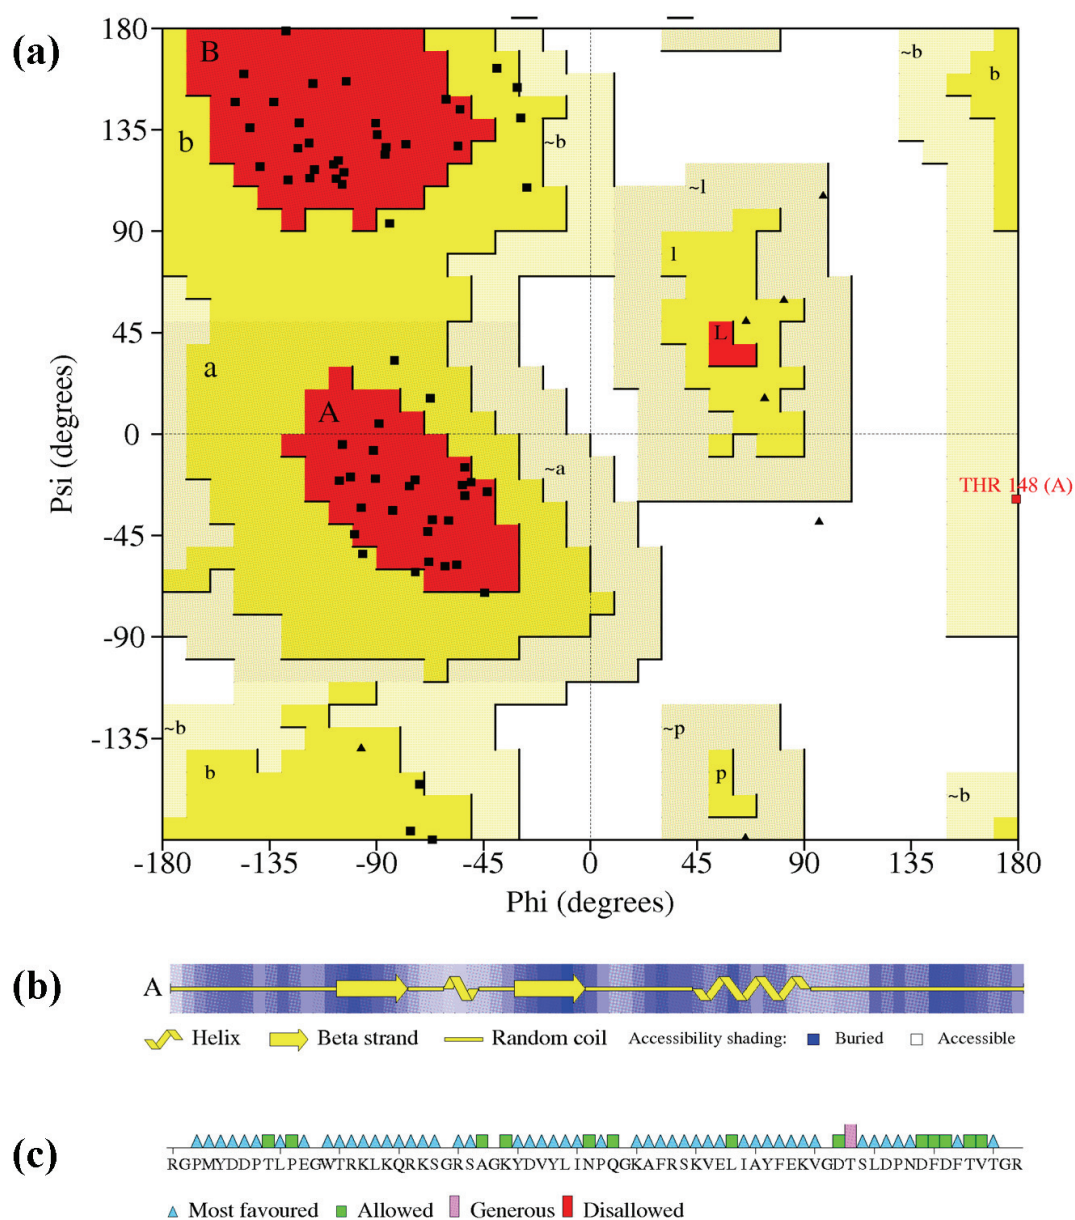 (a)
180
135
90
45
0
-45
-90
-135
-180
Psi (degrees)
B
b
~b
~b
b
~l
l
L
a
A
~a
THR 148 (A)
~b
b
~p
p
~b
-180 -135 -90 -45 0 45 90 135 180
Phi (degrees)
(b)
A
Helix Beta strand Random coil Accessibility shading: Buried Accessible
(c)
RGPMYDDPTLPEGWTRKLKQRKSGRSAGKYDVYLINPQGKAFRSKVELIAYFEKVGDTSLDPNDFDFTVTGR
Most favoured Allowed Generous Disallowed